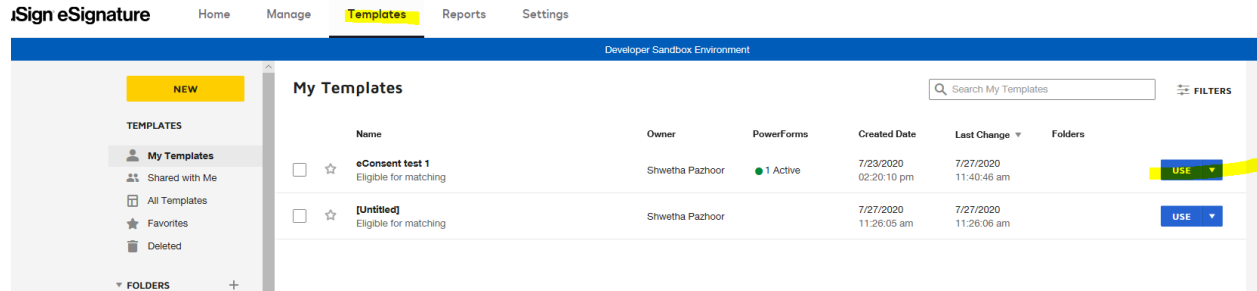 uSign eSignature Home Manage Templates Reports Settings
Developer Sandbox Environment
NEW
TEMPLATES
My Templates
Shared with Me
All Templates
Favorites
Deleted
FOLDERS
My Templates
Search My Templates
FILTERS
Name Owner PowerForms Created Date Last Change Folders
eConsent test 1 Shwetha Pazhoor 1 Active 7/23/2020 7/27/2020 USE
Eligible for matching 02:20:10 pm 11:40:46 am
[Untitled] Shwetha Pazhoor 7/27/2020 7/27/2020 USE
Eligible for matching 11:26:05 am 11:26:06 am